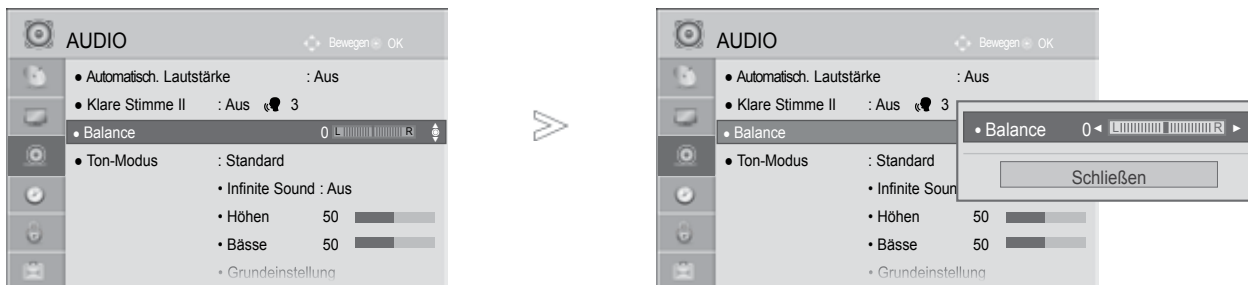 AUDIO
Bewegen OK
● Automatisch. Lautstärke : Aus
● Klare Stimme II : Aus 3
• Balance 0 L R
● Ton-Modus : Standard
• Infinite Sound : Aus
• Höhen 50
• Bässe 50
• Grundeinstellung
AUDIO
Bewegen OK
● Automatisch. Lautstärke : Aus
● Klare Stimme II : Aus 3
• Balance
● Ton-Modus : Standard
• Infinite Soun
• Höhen 50
• Bässe 50
• Grundeinstellung
• Balance 0 ◄ L R ►
Schließen